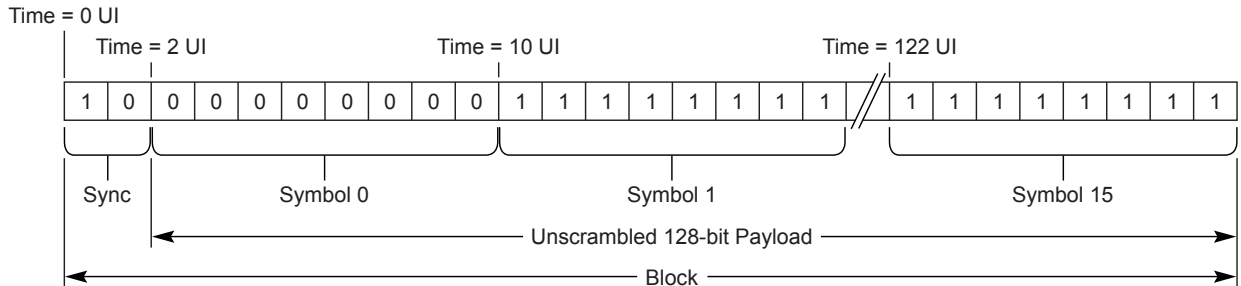 Time = 0 UI
Time = 2 UI Time = 10 UI Time = 122 UI
1 0 0 0 0 0 0 0 0 0 1 1 1 1 1 1 1 1 1 1 1 1 1 1 1 1
Sync Symbol 0 Symbol 1 Symbol 15
Unscrambled 128-bit Payload
Block